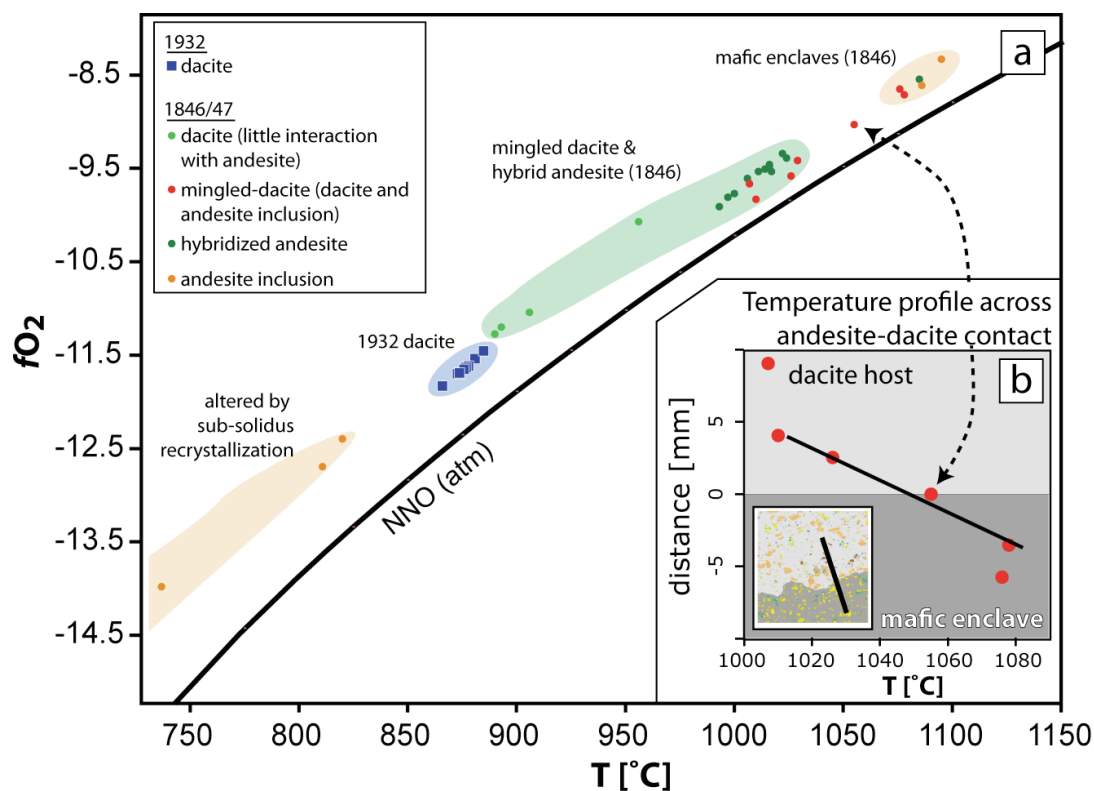 1932
dacite
1846/47
dacite (little interaction
with andesite)
mingled-dacite (dacite and
andesite inclusion)
hybridized andesite
andesite inclusion
a
mafic enclaves (1846)
mingled dacite &
hybrid andesite (1846)
1932 dacite
altered by
sub-solidus
recrystallization
NNO (atm)
fO2
-8.5
-9.5
-10.5
-11.5
-12.5
-13.5
-14.5
750
800
850
900
950
1000
1050
1100
1150
T [˚C]
Temperature profile across
andesite-dacite contact
b
dacite host
mafic enclave
distance [mm]
5
0
-5
1000
1020
1040
1060
1080
T [˚C]